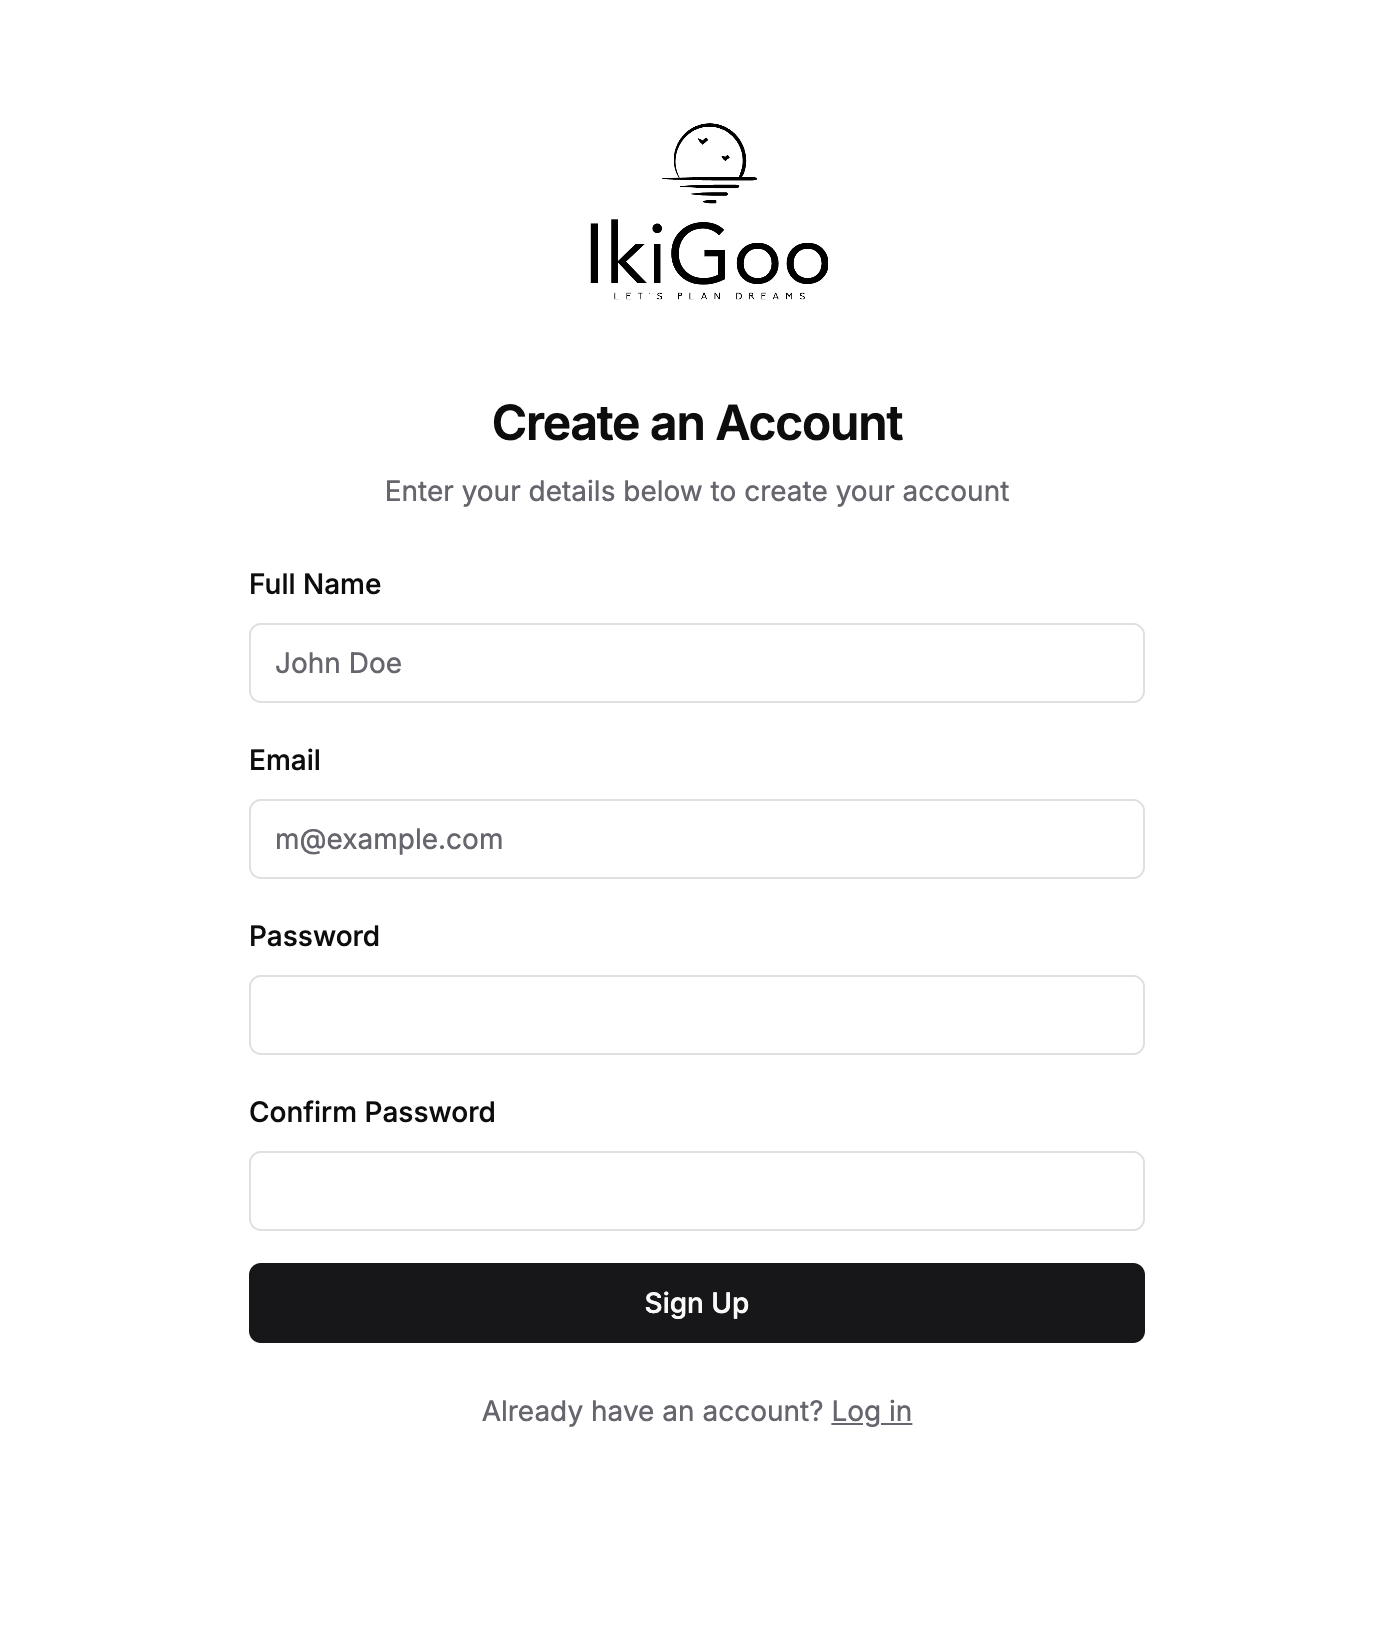 IkiGoo
LET'S PLAN DREAMS
Create an Account
Enter your details below to create your account
Full Name
John Doe
Email
m@example.com
Password
Confirm Password
Sign Up
Already have an account? Log in